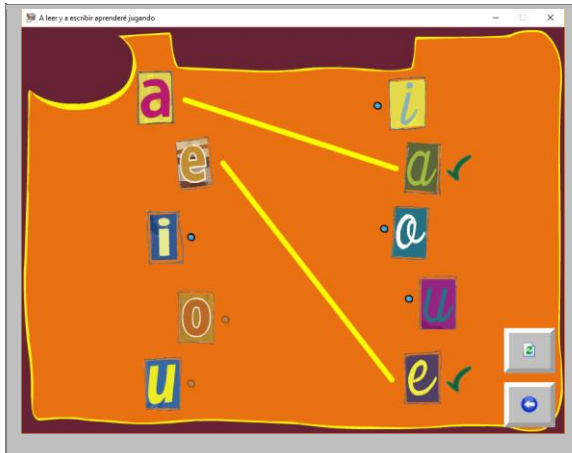 A leer y a escribir aprenderé jugando
a i
e a
i o
o u
u e